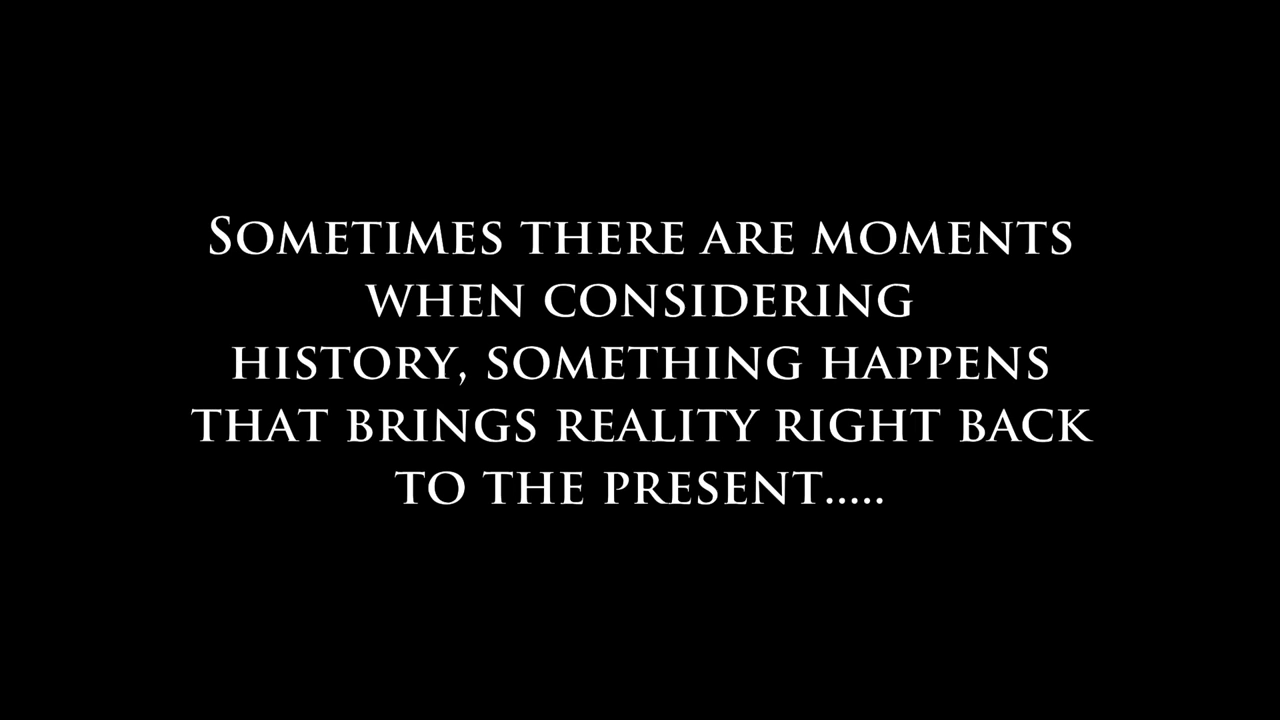 Sometimes there are moments
when considering
history, something happens
that brings reality right back
to the present.....